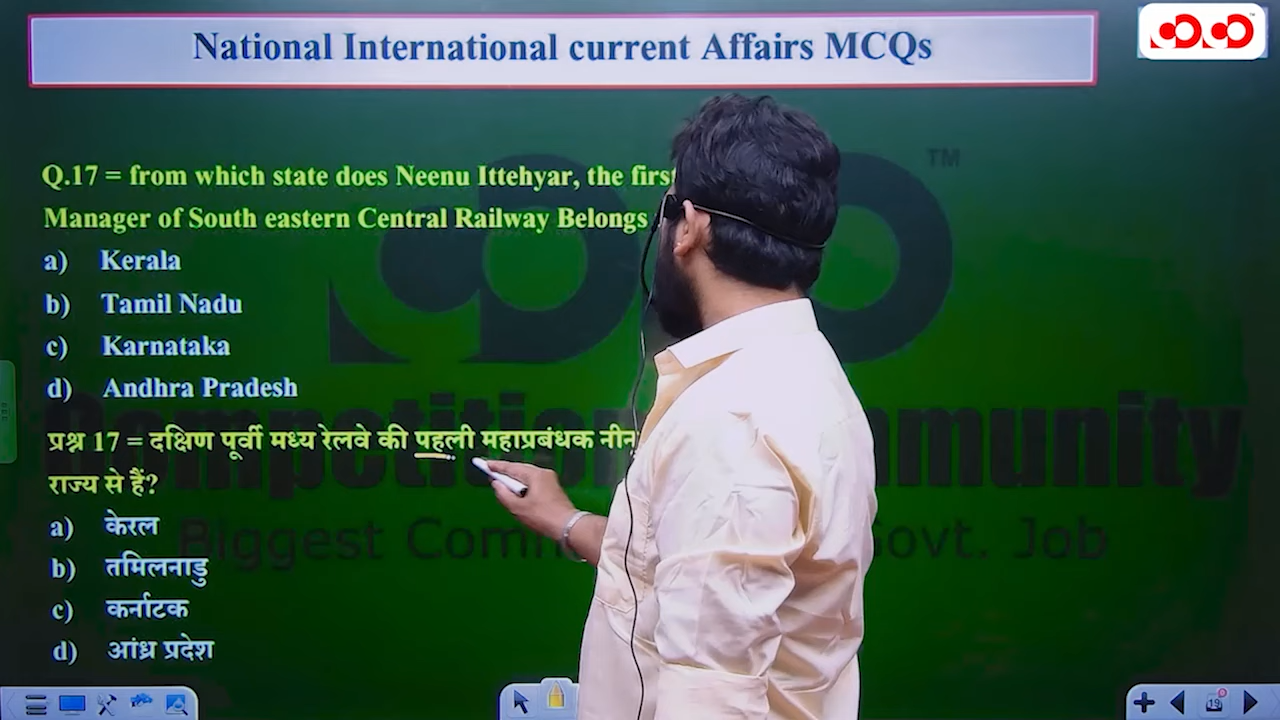 National International current Affairs MCQs
TM
Q.17 = from which state does Neenu Ittehyar, the first
Manager of South eastern Central Railway Belongs
a) Kerala
b) Tamil Nadu
c) Karnataka
d) Andhra Pradesh
प्रश्न 17 = दक्षिण पूर्वी मध्य रेलवे की पहली महाप्रबंधक
राज्य से हैं?
a) केरल
b) तमिलनाडु
c) कर्नाटक
d) आंध्र प्रदेश
19